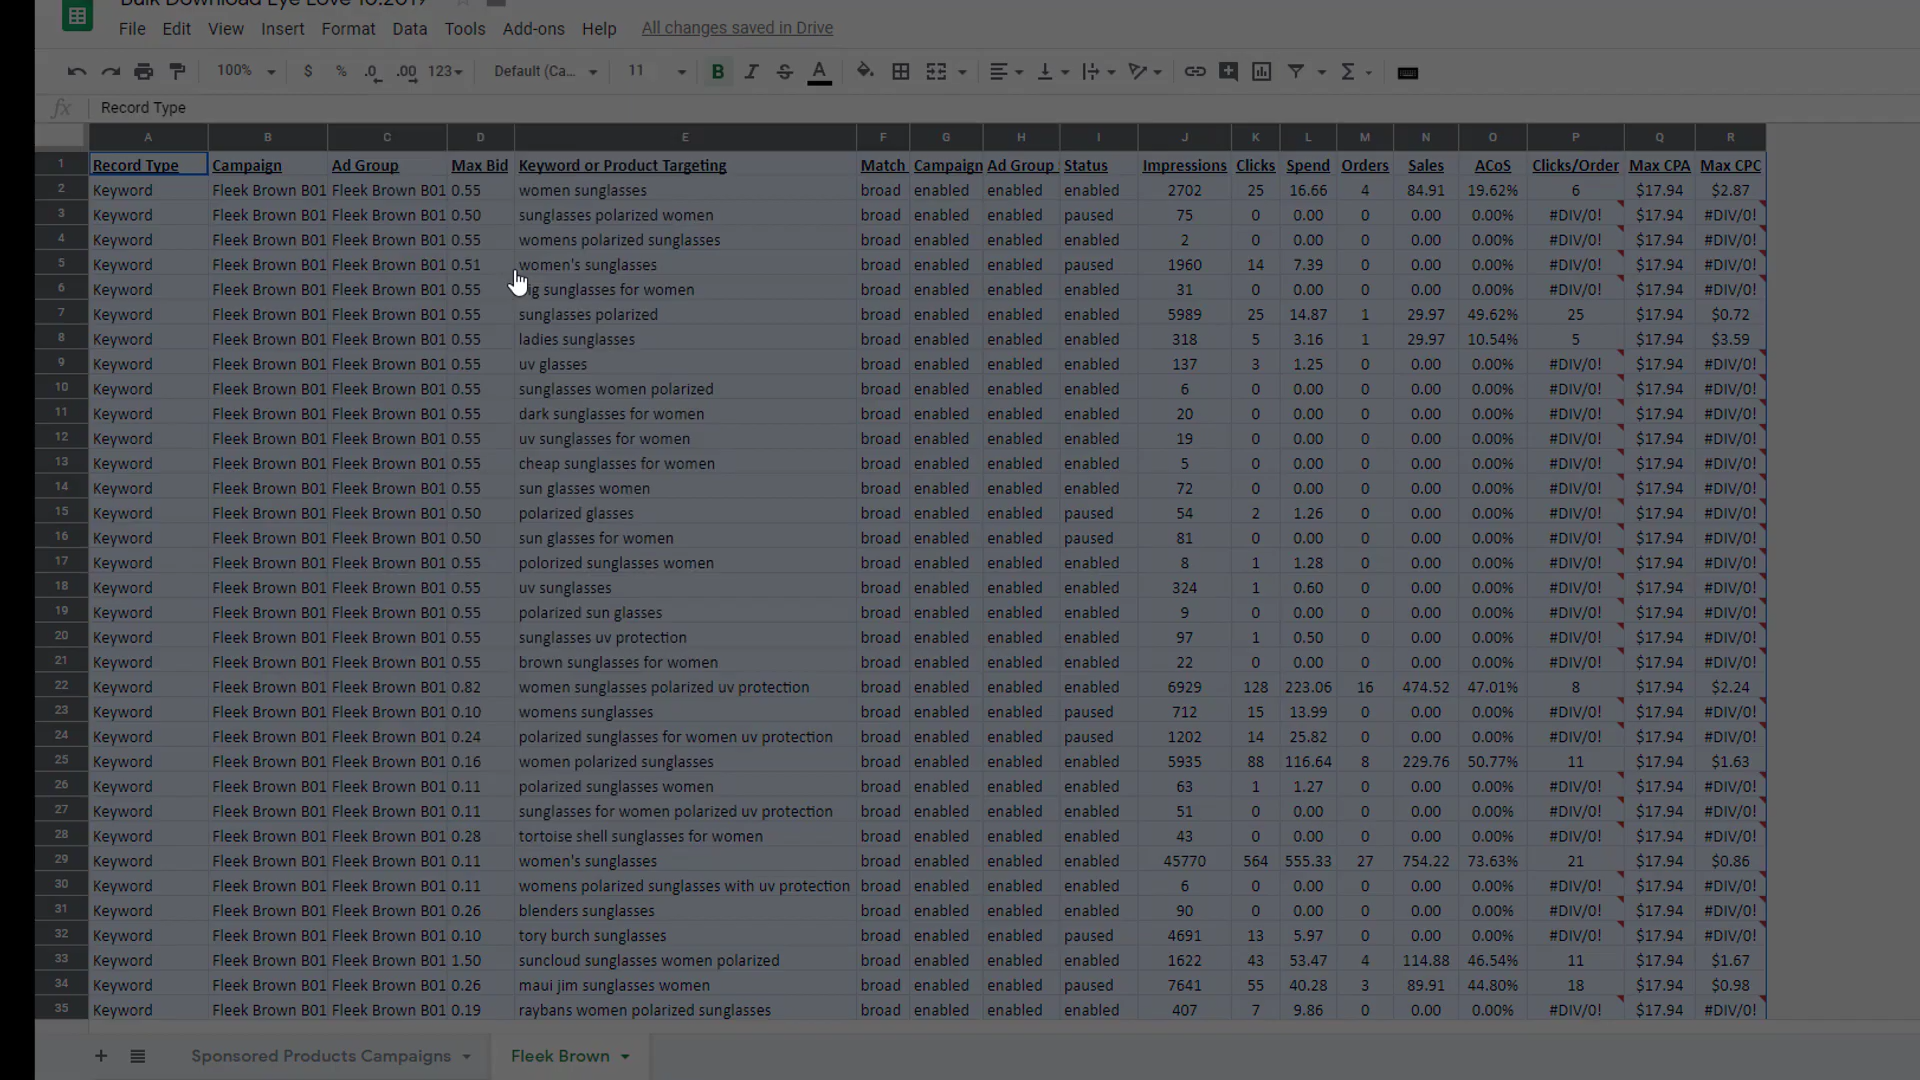 Bulk Download Eye Love 10.2019
File Edit View Insert Format Data Tools Add-ons Help All changes saved in Drive
100% $ % .0 .00 123 Default (Ca... 11 B I S A
fx Record Type
A B C D E F G H I J K L M N O P Q R
1 Record Type Campaign Ad Group Max Bid Keyword or Product Targeting Match Campaign Ad Group Status Impressions Clicks Spend Orders Sales ACoS Clicks/Order Max CPA Max CPC
2 Keyword Fleek Brown B01 Fleek Brown B01 0.55 women sunglasses broad enabled enabled enabled 2702 25 16.66 4 84.91 19.62% 6 $17.94 $2.87
3 Keyword Fleek Brown B01 Fleek Brown B01 0.50 sunglasses polarized women broad enabled enabled paused 75 0 0.00 0 0.00 0.00% #DIV/0! $17.94 #DIV/0!
4 Keyword Fleek Brown B01 Fleek Brown B01 0.55 womens polarized sunglasses broad enabled enabled enabled 2 0 0.00 0 0.00 0.00% #DIV/0! $17.94 #DIV/0!
5 Keyword Fleek Brown B01 Fleek Brown B01 0.51 women's sunglasses broad enabled enabled paused 1960 14 7.39 0 0.00 0.00% #DIV/0! $17.94 #DIV/0!
6 Keyword Fleek Brown B01 Fleek Brown B01 0.55 sunglasses for women broad enabled enabled enabled 31 0 0.00 0 0.00 0.00% #DIV/0! $17.94 #DIV/0!
7 Keyword Fleek Brown B01 Fleek Brown B01 0.55 sunglasses polarized broad enabled enabled enabled 5989 25 14.87 1 29.97 49.62% 25 $17.94 $0.72
8 Keyword Fleek Brown B01 Fleek Brown B01 0.55 ladies sunglasses broad enabled enabled enabled 318 5 3.16 1 29.97 10.54% 5 $17.94 $3.59
9 Keyword Fleek Brown B01 Fleek Brown B01 0.55 uv glasses broad enabled enabled enabled 137 3 1.25 0 0.00 0.00% #DIV/0! $17.94 #DIV/0!
10 Keyword Fleek Brown B01 Fleek Brown B01 0.55 sunglasses women polarized broad enabled enabled enabled 6 0 0.00 0 0.00 0.00% #DIV/0! $17.94 #DIV/0!
11 Keyword Fleek Brown B01 Fleek Brown B01 0.55 dark sunglasses for women broad enabled enabled enabled 20 0 0.00 0 0.00 0.00% #DIV/0! $17.94 #DIV/0!
12 Keyword Fleek Brown B01 Fleek Brown B01 0.55 uv sunglasses for women broad enabled enabled enabled 19 0 0.00 0 0.00 0.00% #DIV/0! $17.94 #DIV/0!
13 Keyword Fleek Brown B01 Fleek Brown B01 0.55 cheap sunglasses for women broad enabled enabled enabled 5 0 0.00 0 0.00 0.00% #DIV/0! $17.94 #DIV/0!
14 Keyword Fleek Brown B01 Fleek Brown B01 0.55 sun glasses women broad enabled enabled enabled 72 0 0.00 0 0.00 0.00% #DIV/0! $17.94 #DIV/0!
15 Keyword Fleek Brown B01 Fleek Brown B01 0.50 polarized glasses broad enabled enabled paused 54 2 1.26 0 0.00 0.00% #DIV/0! $17.94 #DIV/0!
16 Keyword Fleek Brown B01 Fleek Brown B01 0.50 sun glasses for women broad enabled enabled paused 81 0 0.00 0 0.00 0.00% #DIV/0! $17.94 #DIV/0!
17 Keyword Fleek Brown B01 Fleek Brown B01 0.55 polorized sunglasses women broad enabled enabled enabled 8 1 1.28 0 0.00 0.00% #DIV/0! $17.94 #DIV/0!
18 Keyword Fleek Brown B01 Fleek Brown B01 0.55 uv sunglasses broad enabled enabled enabled 324 1 0.60 0 0.00 0.00% #DIV/0! $17.94 #DIV/0!
19 Keyword Fleek Brown B01 Fleek Brown B01 0.55 polarized sun glasses broad enabled enabled enabled 9 0 0.00 0 0.00 0.00% #DIV/0! $17.94 #DIV/0!
20 Keyword Fleek Brown B01 Fleek Brown B01 0.55 sunglasses uv protection broad enabled enabled enabled 97 1 0.50 0 0.00 0.00% #DIV/0! $17.94 #DIV/0!
21 Keyword Fleek Brown B01 Fleek Brown B01 0.55 brown sunglasses for women broad enabled enabled enabled 22 0 0.00 0 0.00 0.00% #DIV/0! $17.94 #DIV/0!
22 Keyword Fleek Brown B01 Fleek Brown B01 0.82 women sunglasses polarized uv protection broad enabled enabled enabled 6929 128 223.06 16 474.52 47.01% 8 $17.94 $2.24
23 Keyword Fleek Brown B01 Fleek Brown B01 0.10 womens sunglasses broad enabled enabled paused 712 15 13.99 0 0.00 0.00% #DIV/0! $17.94 #DIV/0!
24 Keyword Fleek Brown B01 Fleek Brown B01 0.24 polarized sunglasses for women uv protection broad enabled enabled paused 1202 14 25.82 0 0.00 0.00% #DIV/0! $17.94 #DIV/0!
25 Keyword Fleek Brown B01 Fleek Brown B01 0.16 women polarized sunglasses broad enabled enabled enabled 5935 88 116.64 8 229.76 50.77% 11 $17.94 $1.63
26 Keyword Fleek Brown B01 Fleek Brown B01 0.11 polarized sunglasses women broad enabled enabled enabled 63 1 1.27 0 0.00 0.00% #DIV/0! $17.94 #DIV/0!
27 Keyword Fleek Brown B01 Fleek Brown B01 0.11 sunglasses for women polarized uv protection broad enabled enabled enabled 51 0 0.00 0 0.00 0.00% #DIV/0! $17.94 #DIV/0!
28 Keyword Fleek Brown B01 Fleek Brown B01 0.28 tortoise shell sunglasses for women broad enabled enabled enabled 43 0 0.00 0 0.00 0.00% #DIV/0! $17.94 #DIV/0!
29 Keyword Fleek Brown B01 Fleek Brown B01 0.11 women's sunglasses broad enabled enabled enabled 45770 564 555.33 27 754.22 73.63% 21 $17.94 $0.86
30 Keyword Fleek Brown B01 Fleek Brown B01 0.11 womens polarized sunglasses with uv protection broad enabled enabled enabled 6 0 0.00 0 0.00 0.00% #DIV/0! $17.94 #DIV/0!
31 Keyword Fleek Brown B01 Fleek Brown B01 0.26 blenders sunglasses broad enabled enabled enabled 90 0 0.00 0 0.00 0.00% #DIV/0! $17.94 #DIV/0!
32 Keyword Fleek Brown B01 Fleek Brown B01 0.10 tory burch sunglasses broad enabled enabled paused 4691 13 5.97 0 0.00 0.00% #DIV/0! $17.94 #DIV/0!
33 Keyword Fleek Brown B01 Fleek Brown B01 1.50 suncloud sunglasses women polarized broad enabled enabled enabled 1622 43 53.47 4 114.88 46.54% 11 $17.94 $1.67
34 Keyword Fleek Brown B01 Fleek Brown B01 0.26 maui jim sunglasses women broad enabled enabled paused 7641 55 40.28 3 89.91 44.80% 18 $17.94 $0.98
35 Keyword Fleek Brown B01 Fleek Brown B01 0.19 raybans women polarized sunglasses broad enabled enabled enabled 407 7 9.86 0 0.00 0.00% #DIV/0! $17.94 #DIV/0!
Sponsored Products Campaigns Fleek Brown